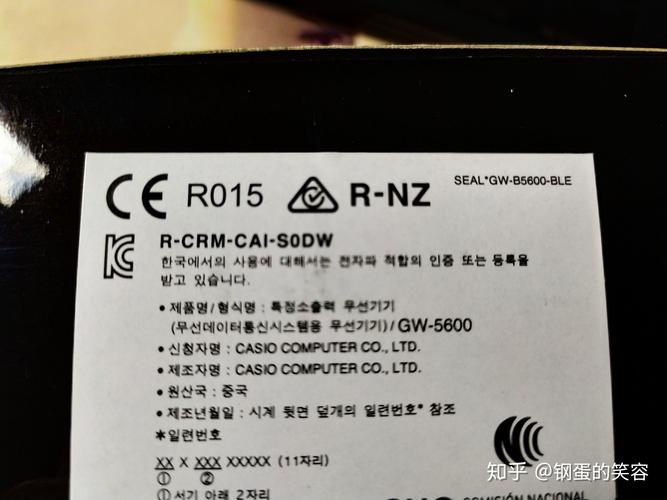 CE R015 R-NZ SEAL*GW-B5600-BLE
R-CRM-CAI-S0DW
한국에서의 사용에 대해서는 전자파 적합의 인증 또는 등록을
받고 있습니다.
• 제품명/형식명 : 특정소출력 무선기기
(무선데이터통신시스템용 무선기기) / GW-5600
• 신청자명 : CASIO COMPUTER CO., LTD.
• 제조자명 : CASIO COMPUTER CO., LTD.
• 원산국 : 중국
• 제조년월일 : 시계 뒷면 덮개의 일련번호* 참조
*일련번호
XX X XXX XXXXX (11자리)
① ②
① 서기 아래 2자리
COMISIÓN NACIONAL
知乎 @钢蛋的笑容